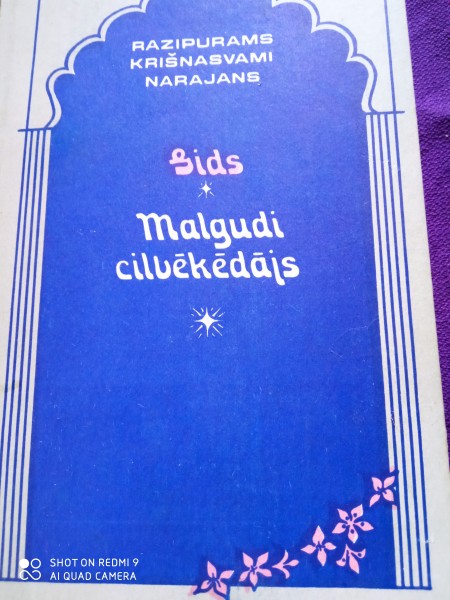 RAZIPURAMS
KRIŠNASVAMI
NARAJANS
Gids
Malgudi
cilvēkēdājs
SHOT ON REDMI 9
AI QUAD CAMERA